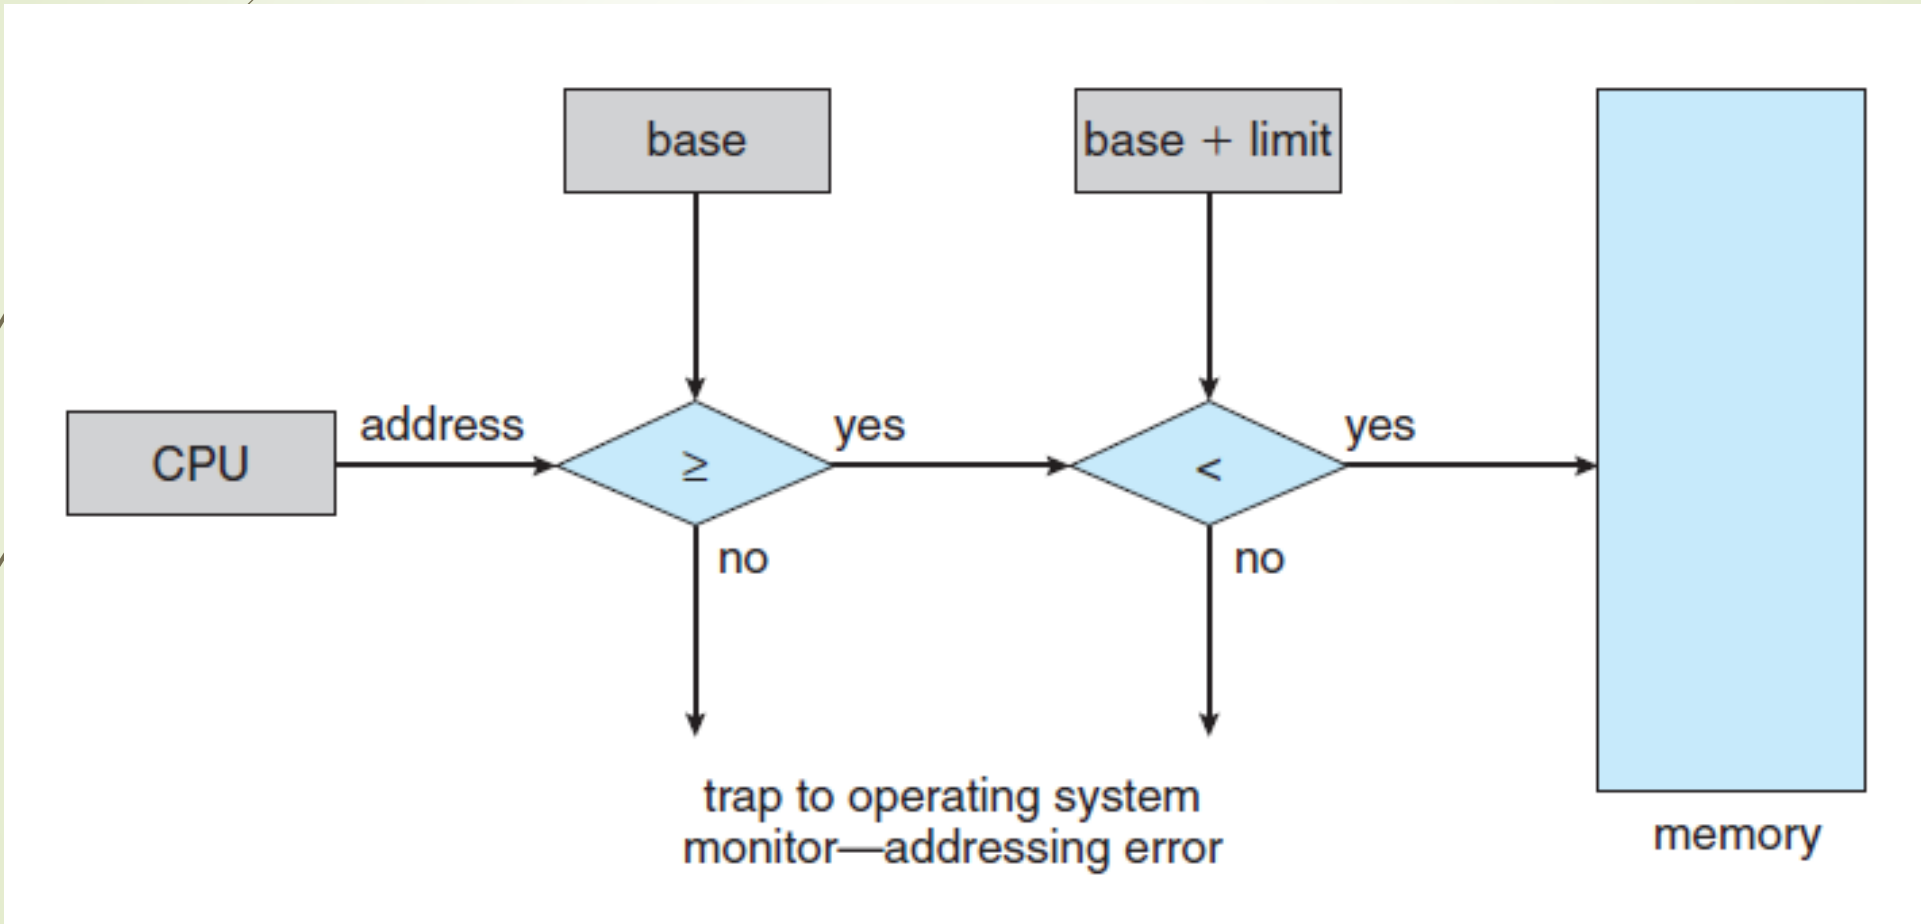 base
base + limit
CPU
address
≥
yes
<
yes
no
no
trap to operating system
monitor—addressing error
memory